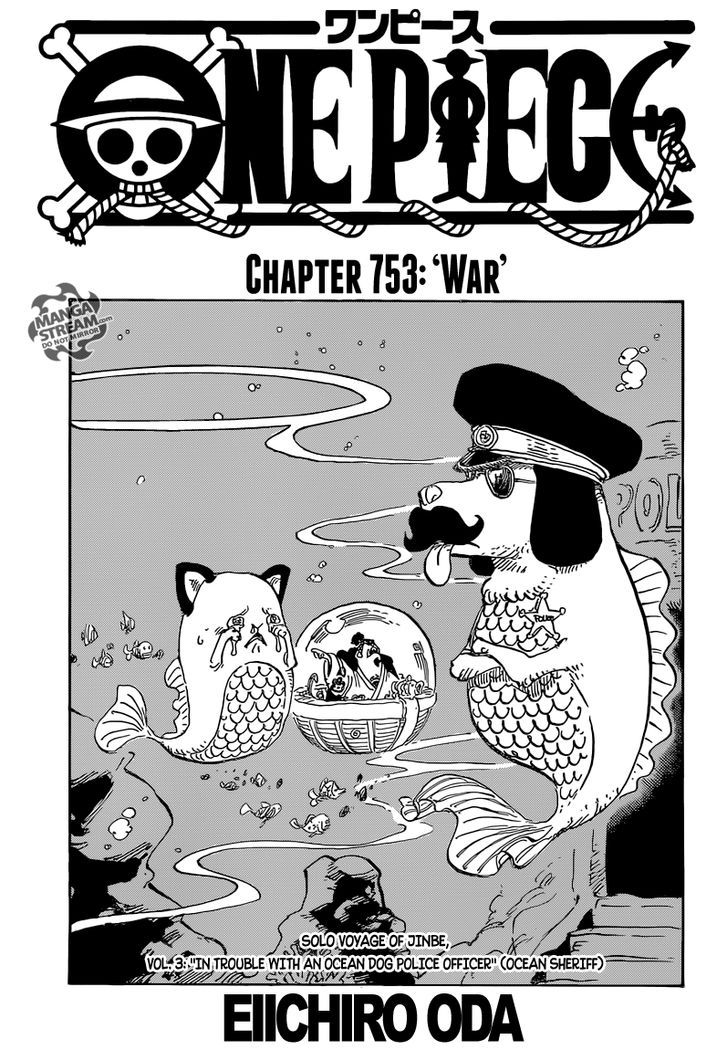 ワンピース
ONE PIECE
CHAPTER 753: ‘WAR’
MANGA
STREAM.com
DO NOT MIRROR
POL
POLICE
SOLO VOYAGE OF JINBE,
VOL. 3: "IN TROUBLE WITH AN OCEAN DOG POLICE OFFICER" (OCEAN SHERIFF)
EIICHIRO ODA